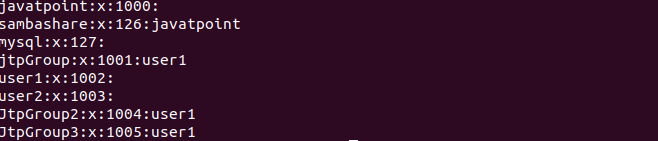 javatpoint:x:1000:
sambashare:x:126:javatpoint
mysql:x:127:
jtpGroup:x:1001:user1
user1:x:1002:
user2:x:1003:
JtpGroup2:x:1004:user1
JtpGroup3:x:1005:user1